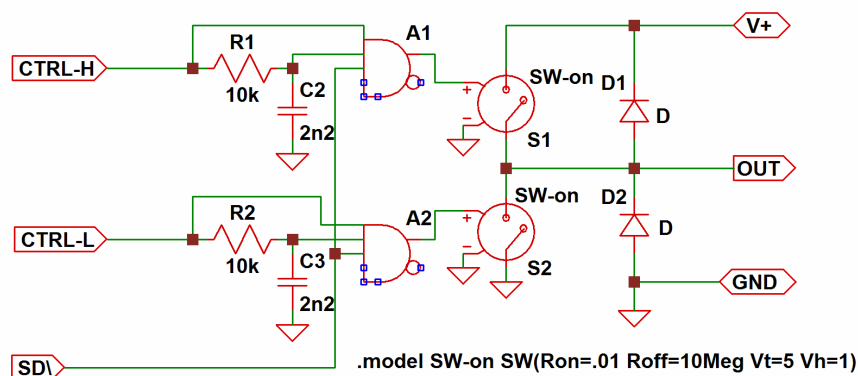 A1
V+
R1
SW-on
D1
CTRL-H
10k
C2
+
D
2n2
−
S1
OUT
A2
SW-on
D2
R2
CTRL-L
+
D
10k
C3
−
S2
2n2
GND
SD\
.model SW-on SW(Ron=.01 Roff=10Meg Vt=5 Vh=1)